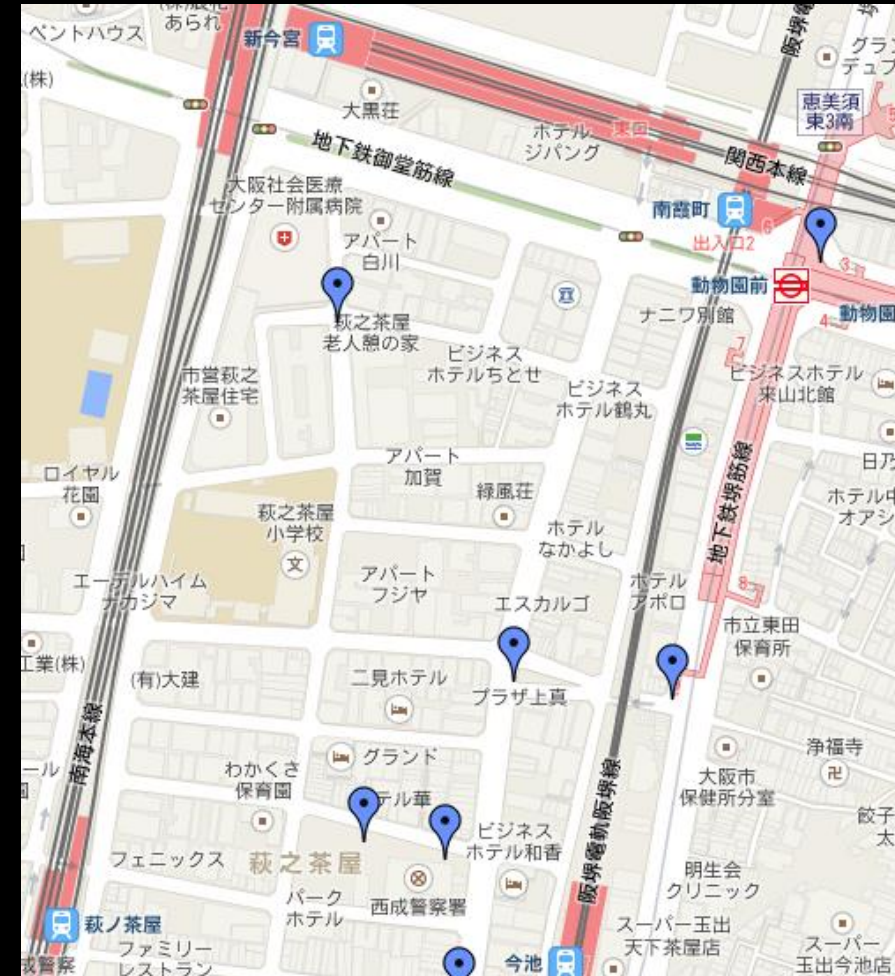 ペントハウス
あられ
新今宮
グラン
デュプ
(株)
大黒荘
恵美須
東3南
ホテル
ジパング
東口
地下鉄御堂筋線
関西本線
大阪社会医療
センター附属病院
南霞町
6
出入口2
アパート
白川
3
動物園前
動物園
4
ナニワ別館
7
萩之茶屋
老人憩の家
ビジネス
ホテルちとせ
ビジネスホテル
来山北館
市営萩之
茶屋住宅
ビジネス
ホテル鶴丸
ロイヤル
花園
アパート
加賀
緑風荘
地下鉄堺筋線
萩之茶屋
小学校
文
ホテル
なかよし
エーデルハイム
ナカジマ
アパート
フジヤ
エスカルゴ
ホテル
アポロ
8
市立東田
保育所
工業(株)
(有)大建
二見ホテル
プラザ上真
南海本線
グランド
浄福寺
わかくさ
保育園
テル華
阪堺電軌阪堺線
大阪市
保健所分室
餃子
ビジネス
ホテル和香
フェニックス
萩之茶屋
パーク
ホテル
西成警察署
明生会
クリニック
萩ノ茶屋
スーパー玉出
天下茶屋店
ファミリー
レストラン
今池
スーパー
玉出今池店